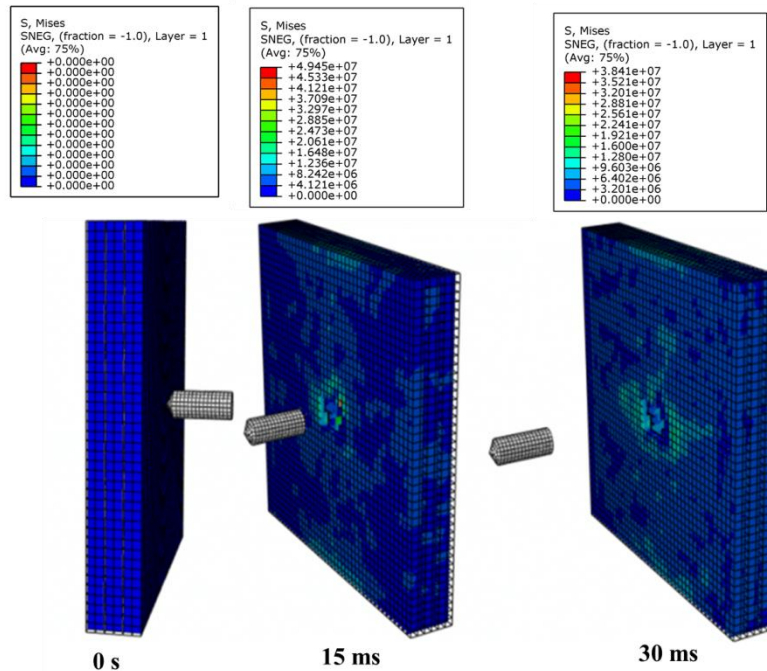 S, Mises
SNEG, (fraction = -1.0), Layer = 1
(Avg: 75%)
+0.000e+00
+0.000e+00
+0.000e+00
+0.000e+00
+0.000e+00
+0.000e+00
+0.000e+00
+0.000e+00
+0.000e+00
+0.000e+00
+0.000e+00
+0.000e+00
+0.000e+00
S, Mises
SNEG, (fraction = -1.0), Layer = 1
(Avg: 75%)
+4.945e+07
+4.533e+07
+4.121e+07
+3.709e+07
+3.297e+07
+2.885e+07
+2.473e+07
+2.061e+07
+1.648e+07
+1.236e+07
+8.242e+06
+4.121e+06
+0.000e+00
S, Mises
SNEG, (fraction = -1.0), Layer = 1
(Avg: 75%)
+3.841e+07
+3.521e+07
+3.201e+07
+2.881e+07
+2.561e+07
+2.241e+07
+1.921e+07
+1.600e+07
+1.280e+07
+9.603e+06
+6.402e+06
+3.201e+06
+0.000e+00
0 s
15 ms
30 ms